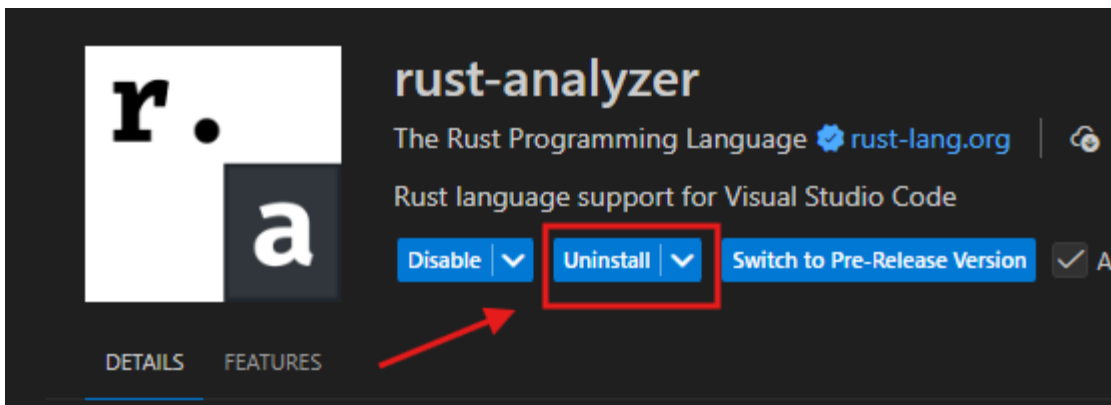 r.
a
rust-analyzer
The Rust Programming Language rust-lang.org
Rust language support for Visual Studio Code
Disable Uninstall Switch to Pre-Release Version A
DETAILS FEATURES